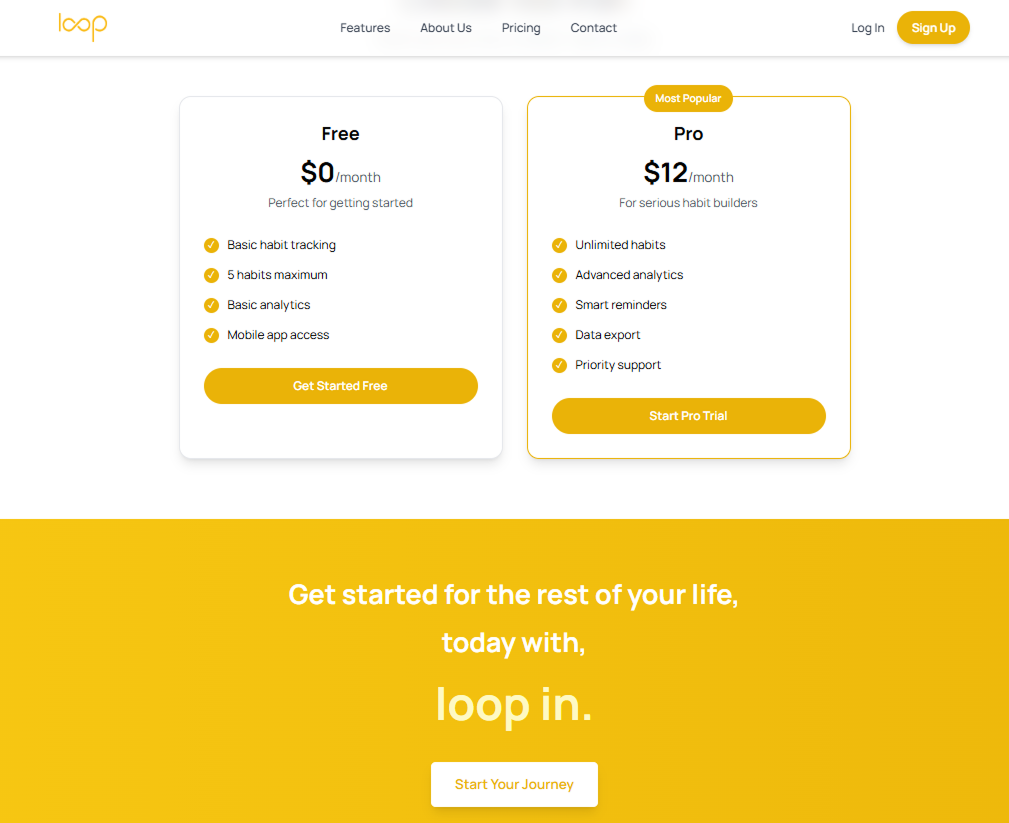 loop
Features
About Us
Pricing
Contact
Log In
Sign Up
Free
$0/month
Perfect for getting started
Basic habit tracking
5 habits maximum
Basic analytics
Mobile app access
Get Started Free
Most Popular
Pro
$12/month
For serious habit builders
Unlimited habits
Advanced analytics
Smart reminders
Data export
Priority support
Start Pro Trial
Get started for the rest of your life,
today with,
loop in.
Start Your Journey